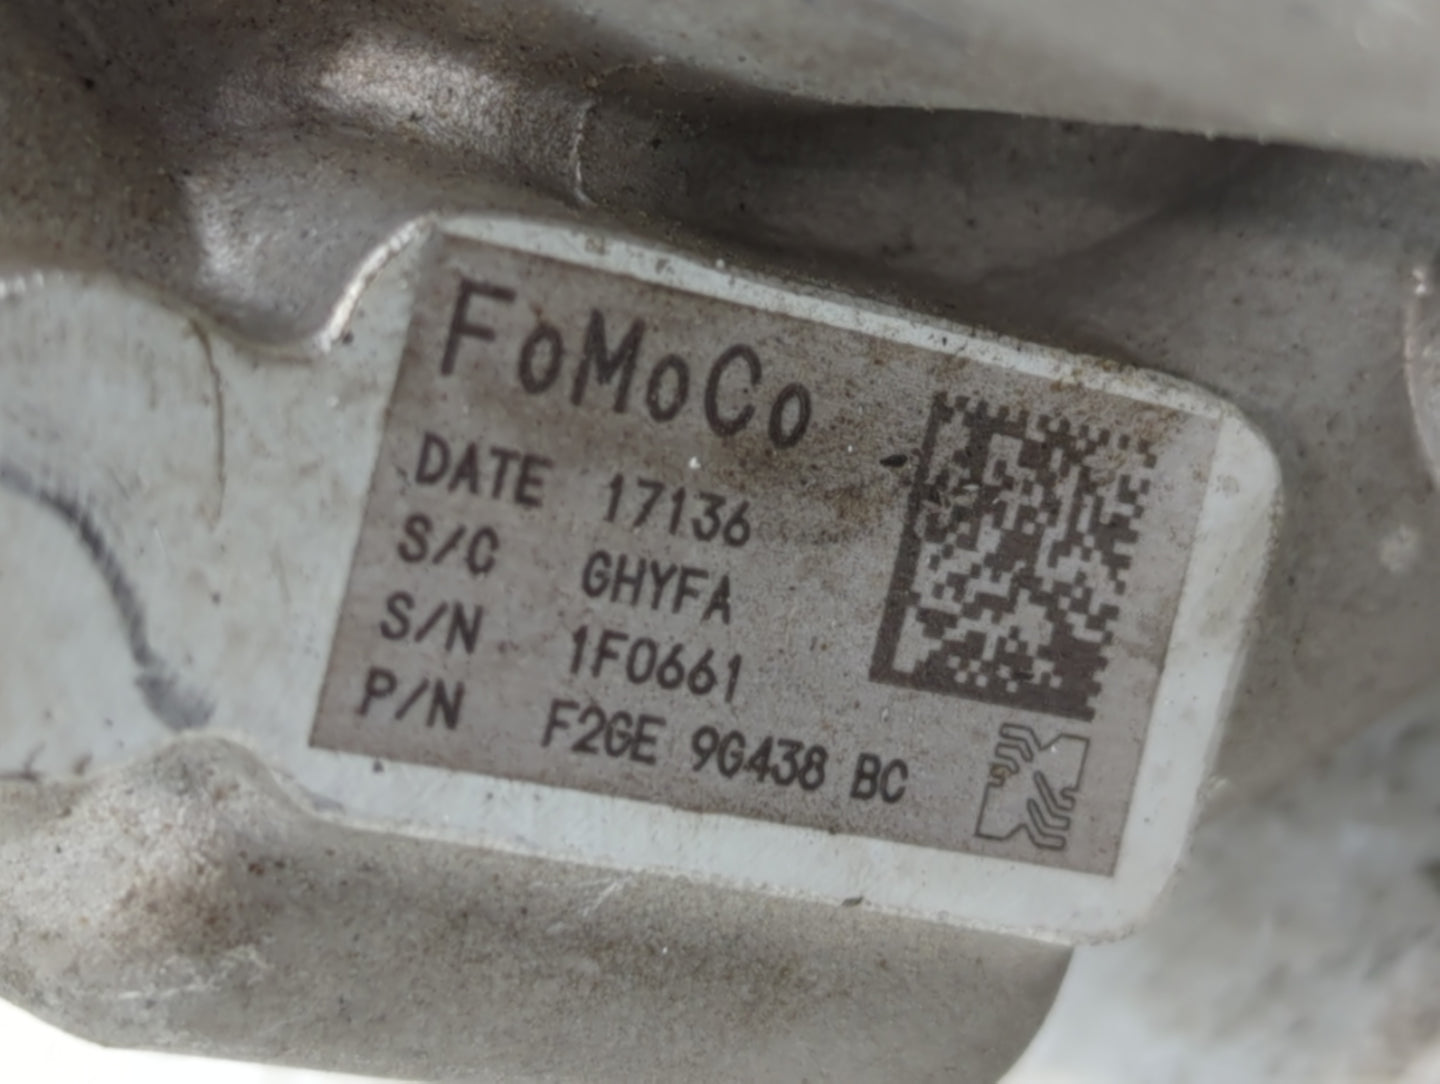 FoMoCo
DATE 17136
S/C GHYFA
S/N 1F0661
P/N F2GE 9G438 BC